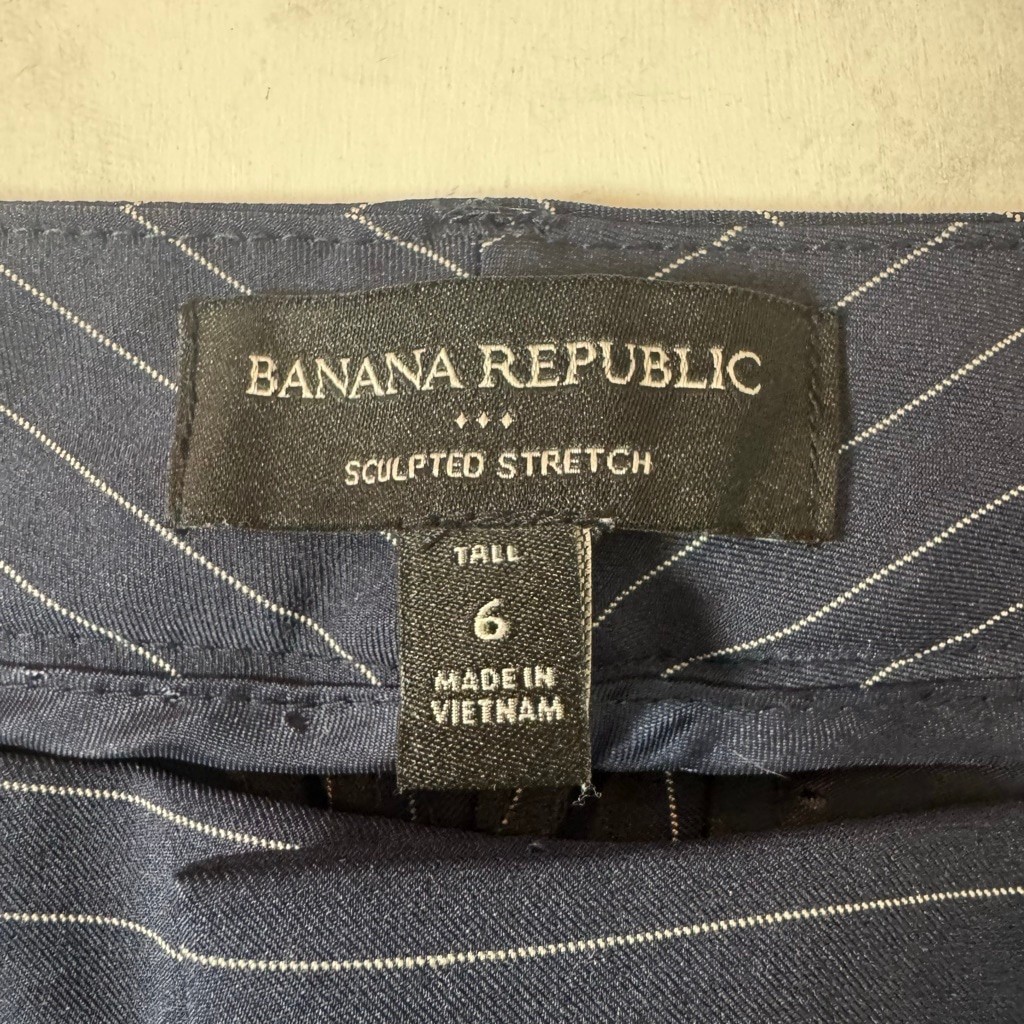 BANANA REPUBLIC
SCULPTED STRETCH
TALL
6
MADE IN
VIETNAM